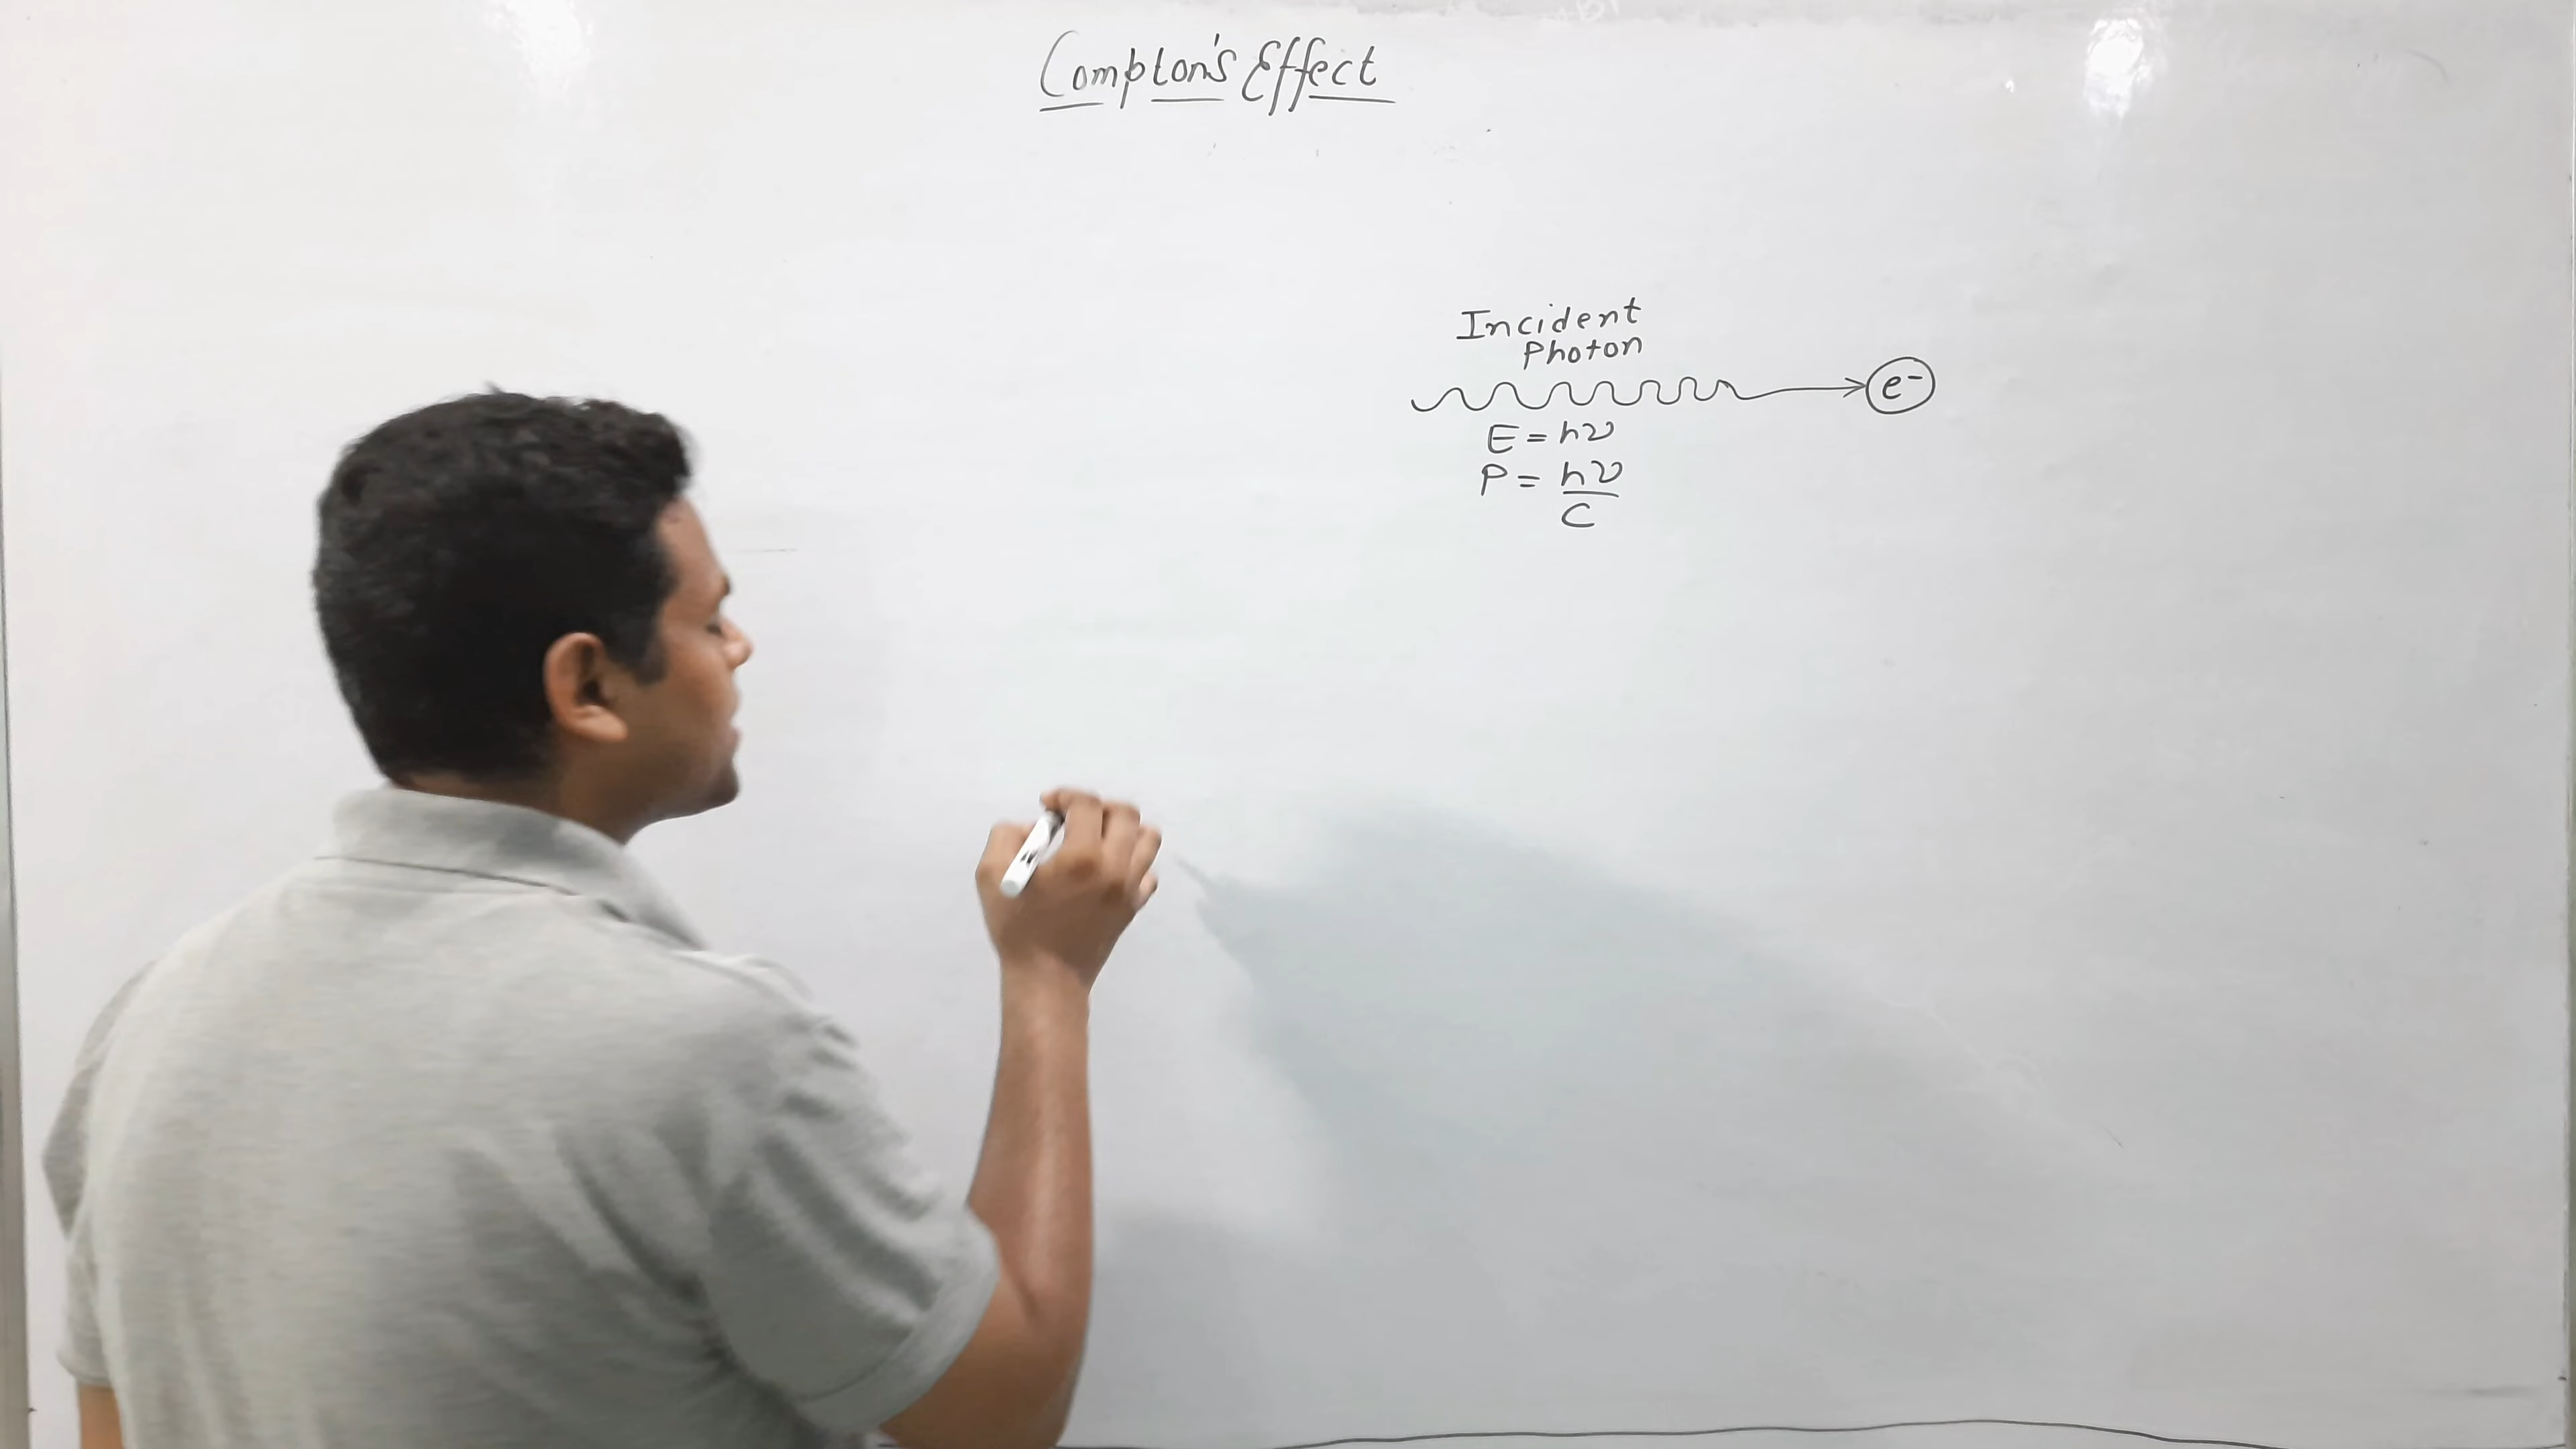 Compton's Effect
Incident
Photon
e⁻
E = hν
P = hν
C